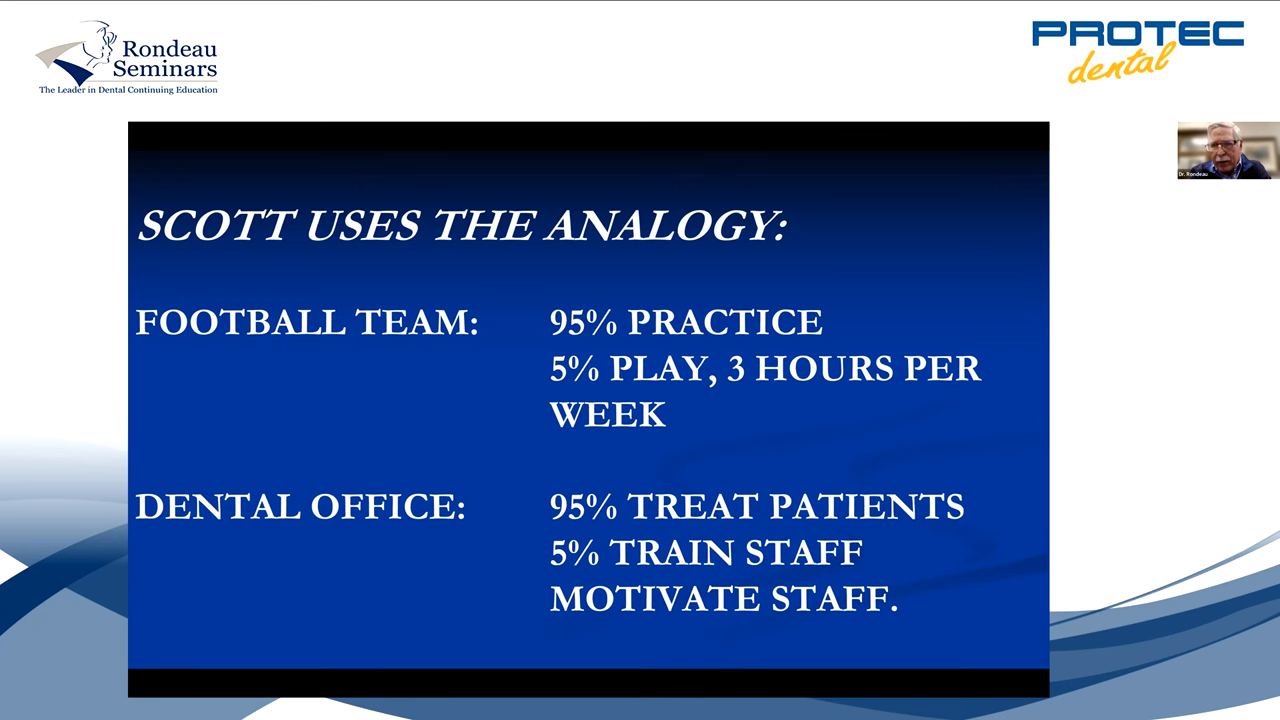 Rondeau
Seminars
The Leader in Dental Continuing Education
PROTEC
dental
Dr. Rondeau
SCOTT USES THE ANALOGY:
FOOTBALL TEAM: 95% PRACTICE
5% PLAY, 3 HOURS PER
WEEK
DENTAL OFFICE: 95% TREAT PATIENTS
5% TRAIN STAFF
MOTIVATE STAFF.